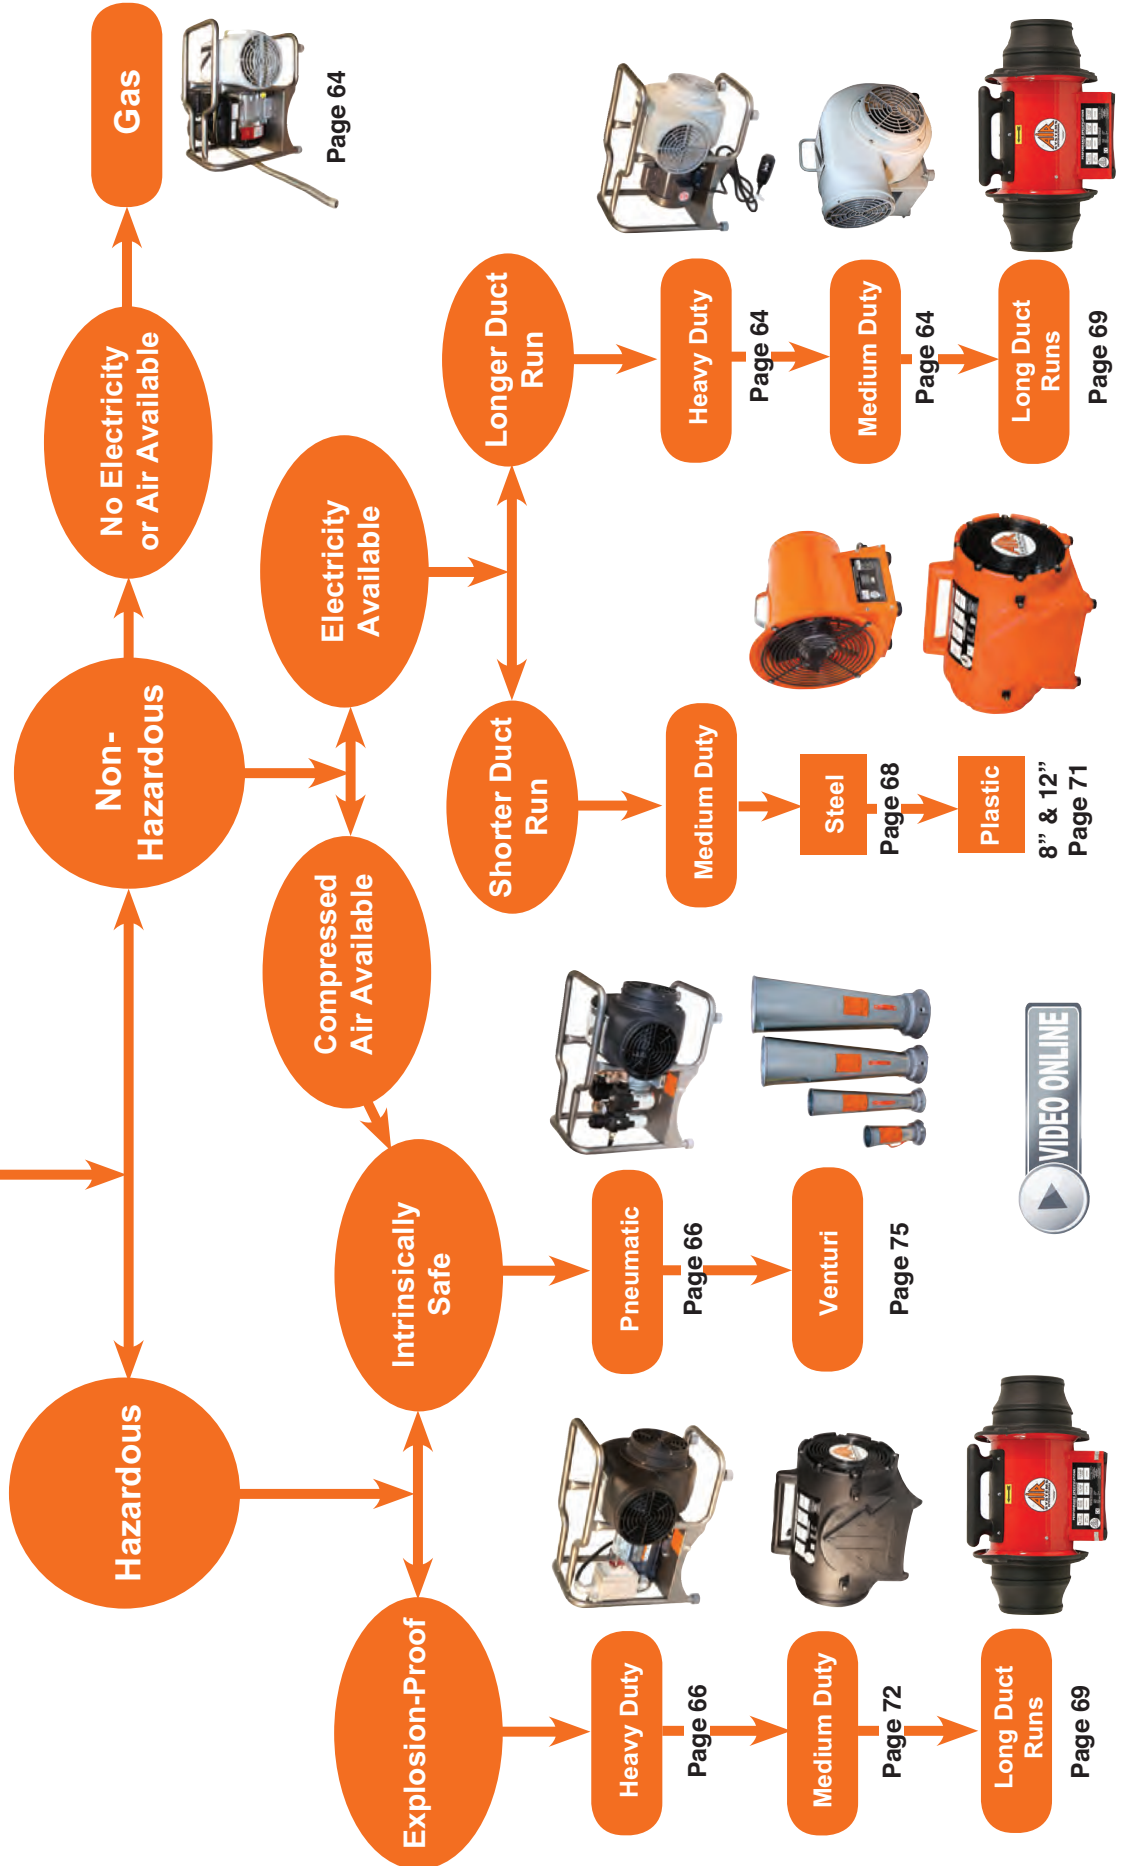 Hazardous
Non-
Hazardous
No Electricity
or Air Available
Gas
Page 64
Explosion-Proof
Intrinsically
Safe
Compressed
Air Available
Electricity
Available
Shorter Duct
Run
Longer Duct
Run
Heavy Duty
Page 66
Medium Duty
Page 72
Long Duct
Runs
Page 69
Pneumatic
Page 66
Venturi
Page 75
Medium Duty
Steel
Page 68
Plastic
8” & 12”
Page 71
Heavy Duty
Page 64
Medium Duty
Page 64
Long Duct
Runs
Page 69
VIDEO ONLINE
AIR
AIR